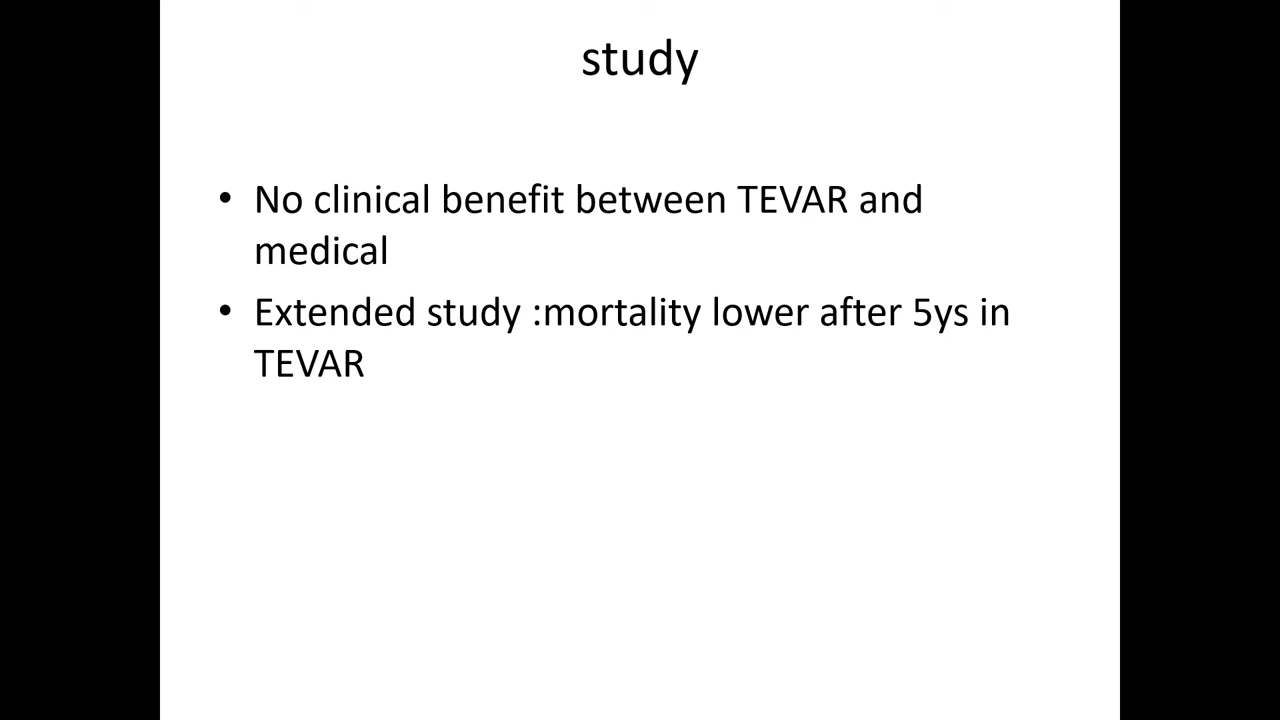 study
• No clinical benefit between TEVAR and
medical
• Extended study :mortality lower after 5ys in
TEVAR